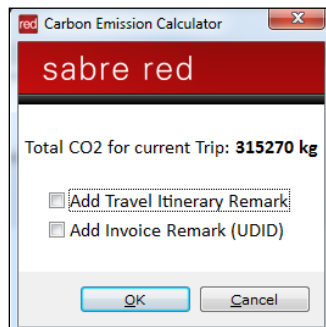 red Carbon Emission Calculator
sabre red
Total CO2 for current Trip: 315270 kg
Add Travel Itinerary Remark
Add Invoice Remark (UDID)
OK Cancel